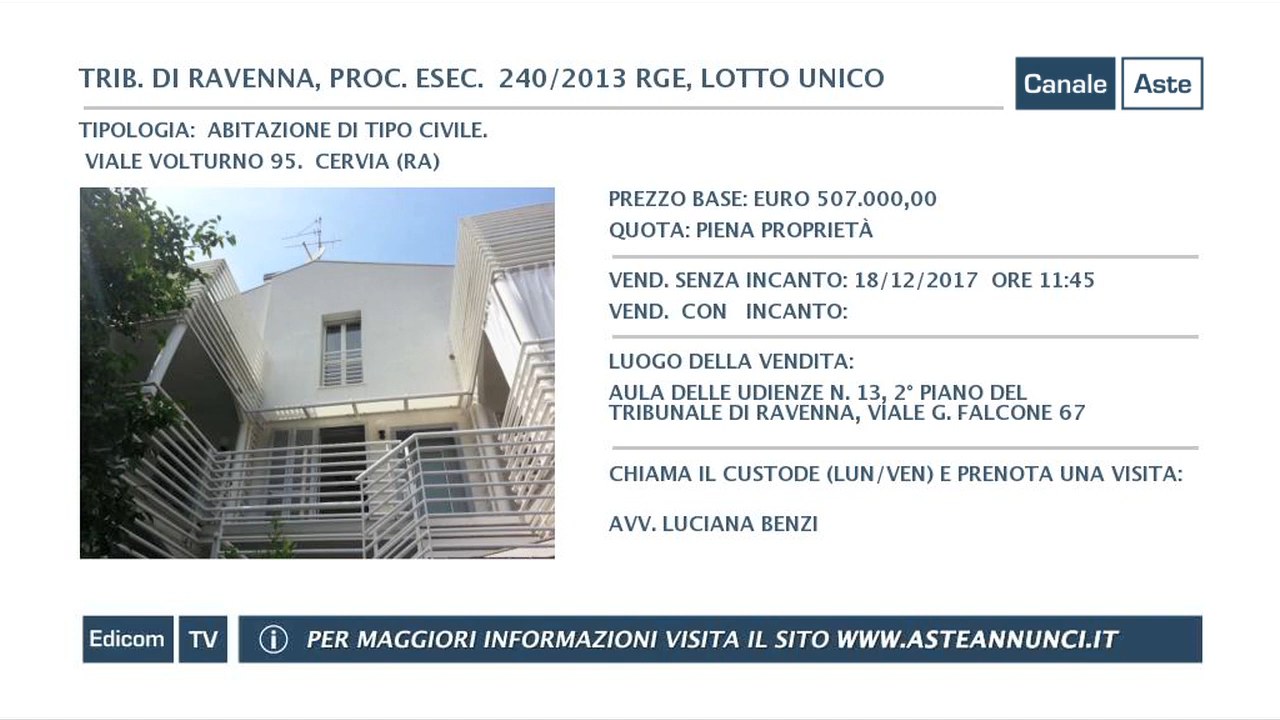 TRIB. DI RAVENNA, PROC. ESEC.  240/2013 RGE, LOTTO UNICO
Canale Aste
TIPOLOGIA:  ABITAZIONE DI TIPO CIVILE.
VIALE VOLTURNO 95.  CERVIA (RA)
PREZZO BASE: EURO 507.000,00
QUOTA: PIENA PROPRIETÀ
VEND. SENZA INCANTO: 18/12/2017  ORE 11:45
VEND.  CON   INCANTO:
LUOGO DELLA VENDITA:
AULA DELLE UDIENZE N. 13, 2° PIANO DEL
TRIBUNALE DI RAVENNA, VIALE G. FALCONE 67
CHIAMA IL CUSTODE (LUN/VEN) E PRENOTA UNA VISITA:
AVV. LUCIANA BENZI
Edicom TV
PER MAGGIORI INFORMAZIONI VISITA IL SITO WWW.ASTEANNUNCI.IT